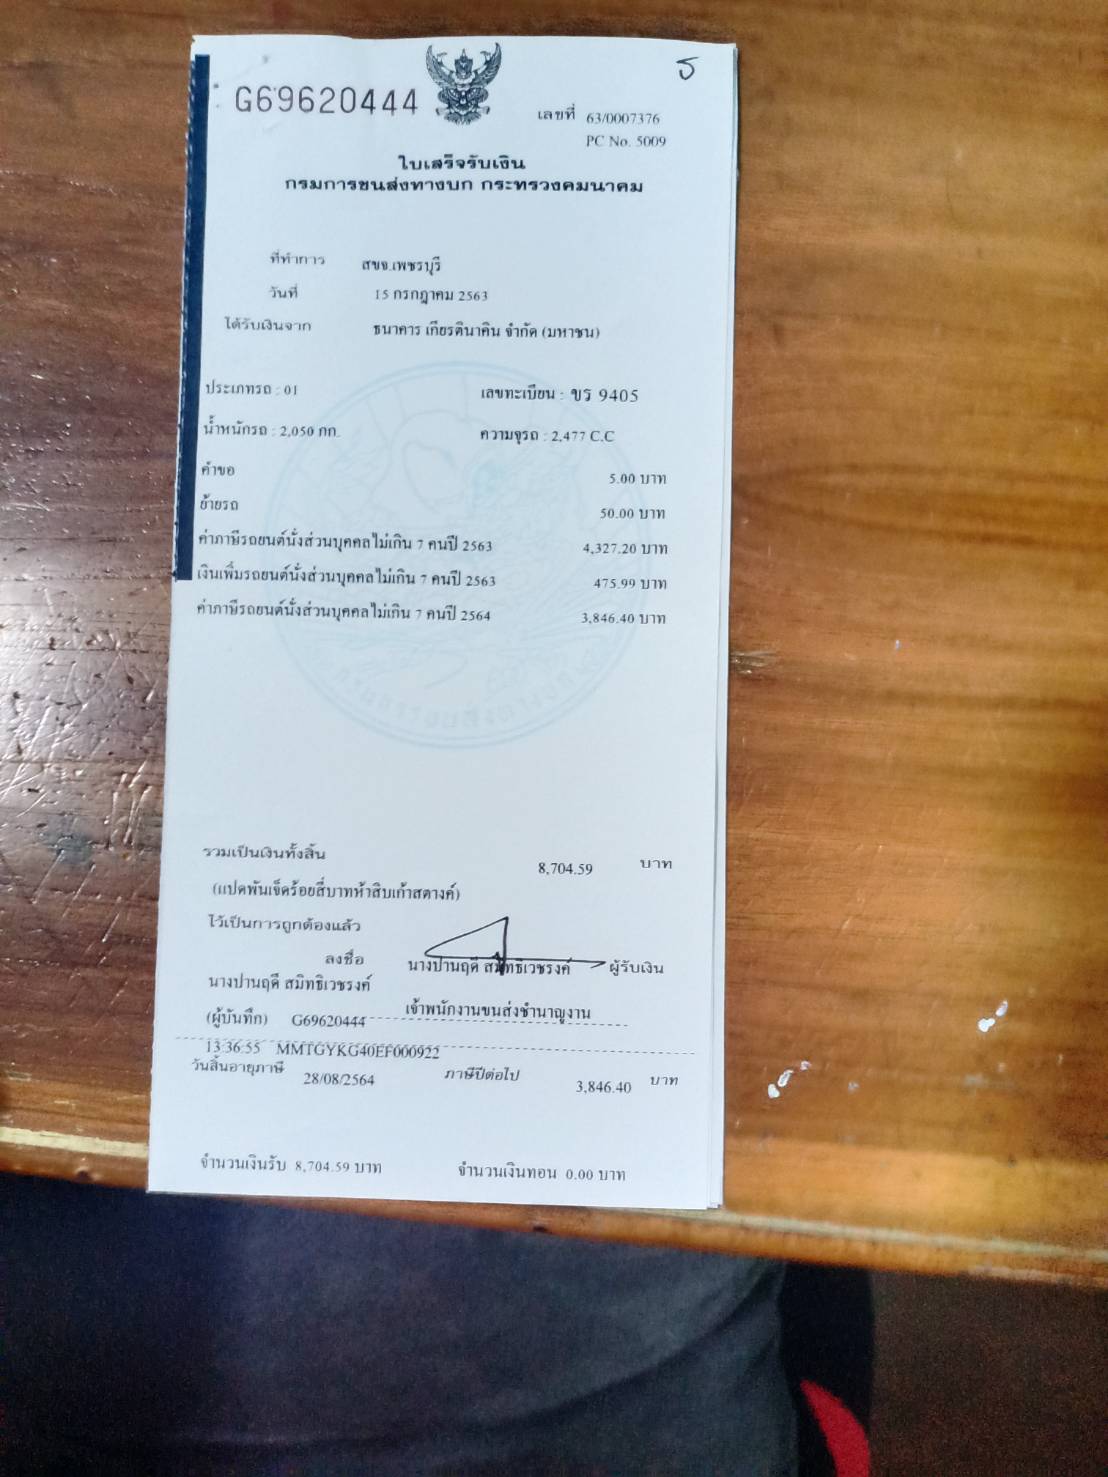 5
G69620444
เลขที่ 63/0007376
PC No. 5009
ใบเสร็จรับเงิน
กรมการขนส่งทางบก กระทรวงคมนาคม
ที่ทำการ สขจ.เพชรบุรี
วันที่ 15 กรกฎาคม 2563
ได้รับเงินจาก ธนาคาร เกียรตินาคิน จำกัด (มหาชน)
ประเภทรถ : 01 เลขทะเบียน : ขร 9405
น้ำหนักรถ : 2,050 กก. ความจุรถ : 2,477 C.C
คำขอ 5.00 บาท
ย้ายรถ 50.00 บาท
ค่าภาษีรถยนต์นั่งส่วนบุคคลไม่เกิน 7 คนปี 2563 4,327.20 บาท
เงินเพิ่มรถยนต์นั่งส่วนบุคคลไม่เกิน 7 คนปี 2563 475.99 บาท
ค่าภาษีรถยนต์นั่งส่วนบุคคลไม่เกิน 7 คนปี 2564 3,846.40 บาท
กรมการขนส่งทางบก
รวมเป็นเงินทั้งสิ้น 8,704.59 บาท
(แปดพันเจ็ดร้อยสี่บาทห้าสิบเก้าสตางค์)
ไว้เป็นการถูกต้องแล้ว
ลงชื่อ นางปานฤดี สมิทธิเวชรงค์ ผู้รับเงิน
นางปานฤดี สมิทธิเวชรงค์
เจ้าพนักงานขนส่งชำนาญงาน
(ผู้บันทึก) G69620444
13:36:55 MMTGYKG40EF000922
วันสิ้นอายุภาษี 28/08/2564 ภาษีปีต่อไป 3,846.40 บาท
จำนวนเงินรับ 8,704.59 บาท จำนวนเงินทอน 0.00 บาท